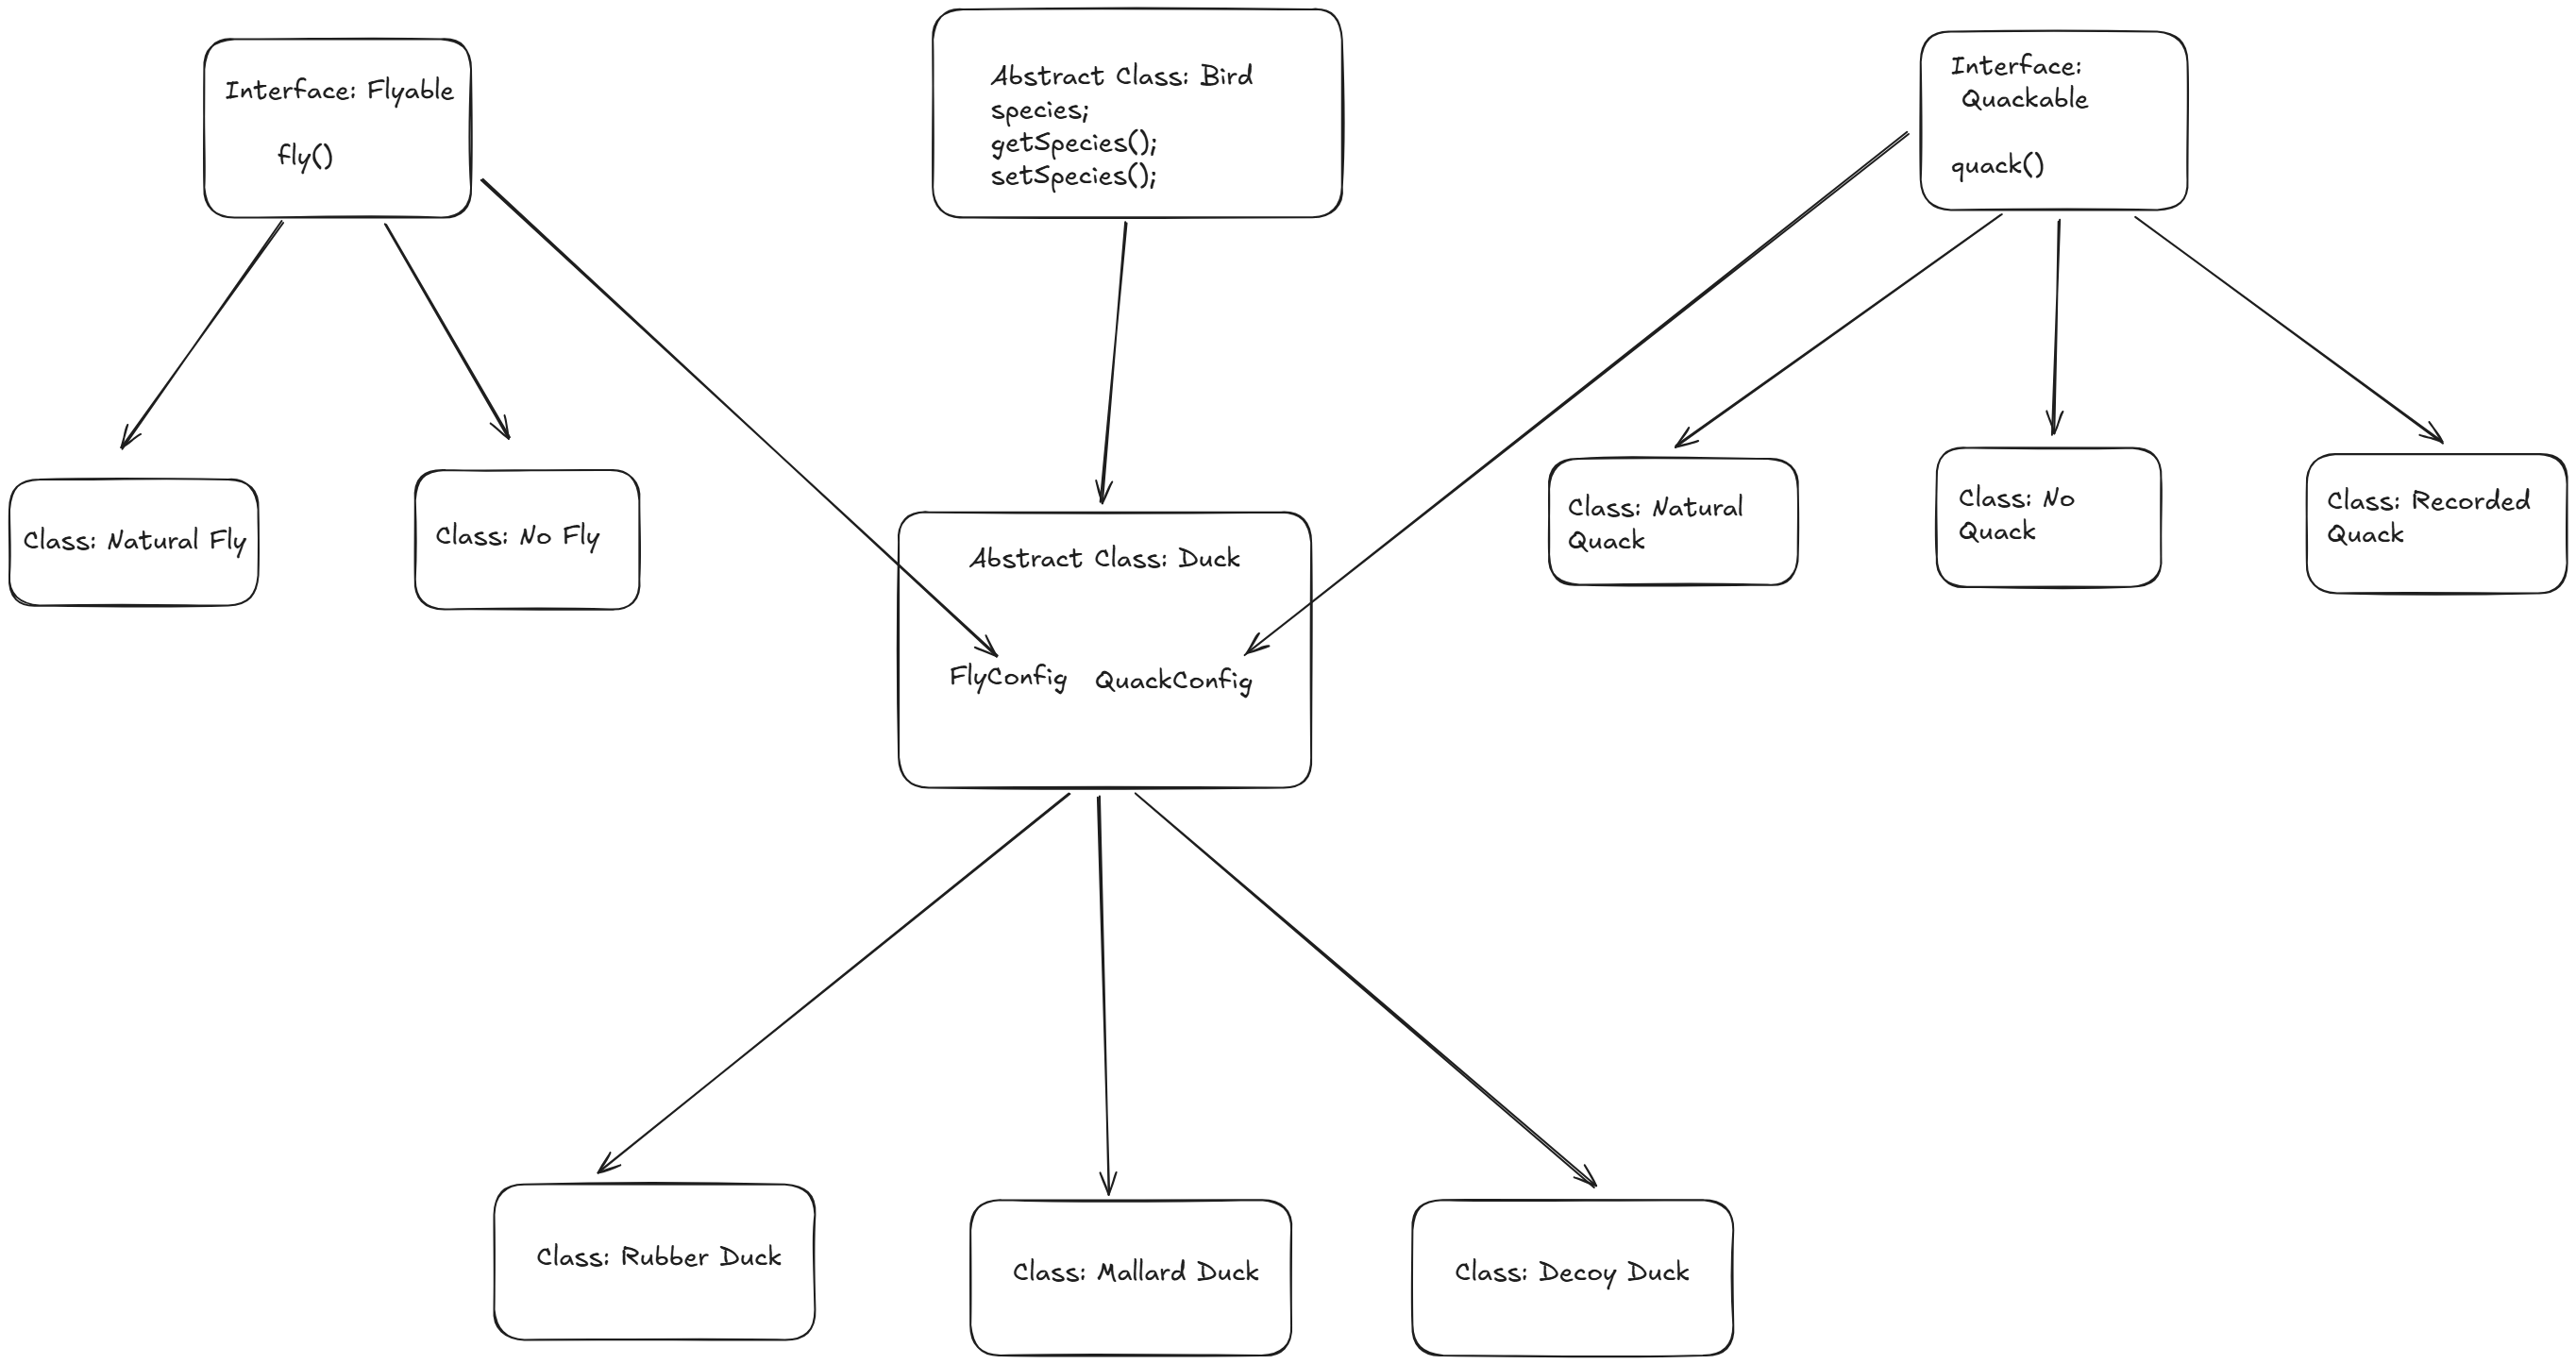 Interface: Flyable
fly()
Abstract Class: Bird
species;
getSpecies();
setSpecies();
Interface:
Quackable
quack()
Class: Natural Fly
Class: No Fly
Abstract Class: Duck
FlyConfig QuackConfig
Class: Natural
Quack
Class: No
Quack
Class: Recorded
Quack
Class: Rubber Duck
Class: Mallard Duck
Class: Decoy Duck